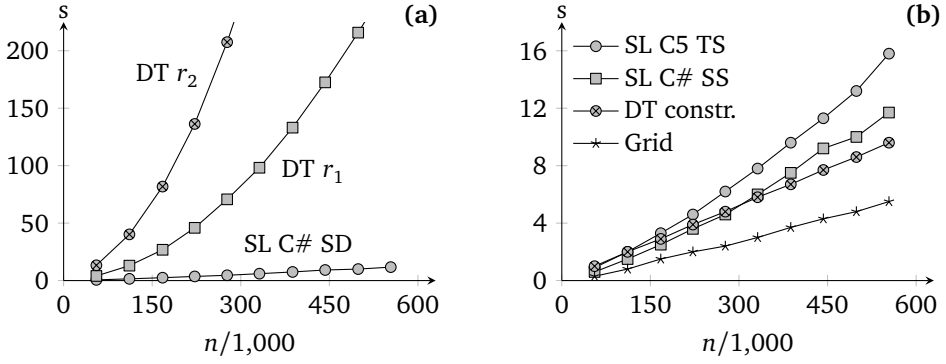 s
(a)
200
150
100
50
0
DT r₂
DT r₁
SL C# SD
0 150 300 450 600
n/1,000
s
(b)
16
12
8
4
0
SL C5 TS
SL C# SS
DT constr.
Grid
0 150 300 450 600
n/1,000